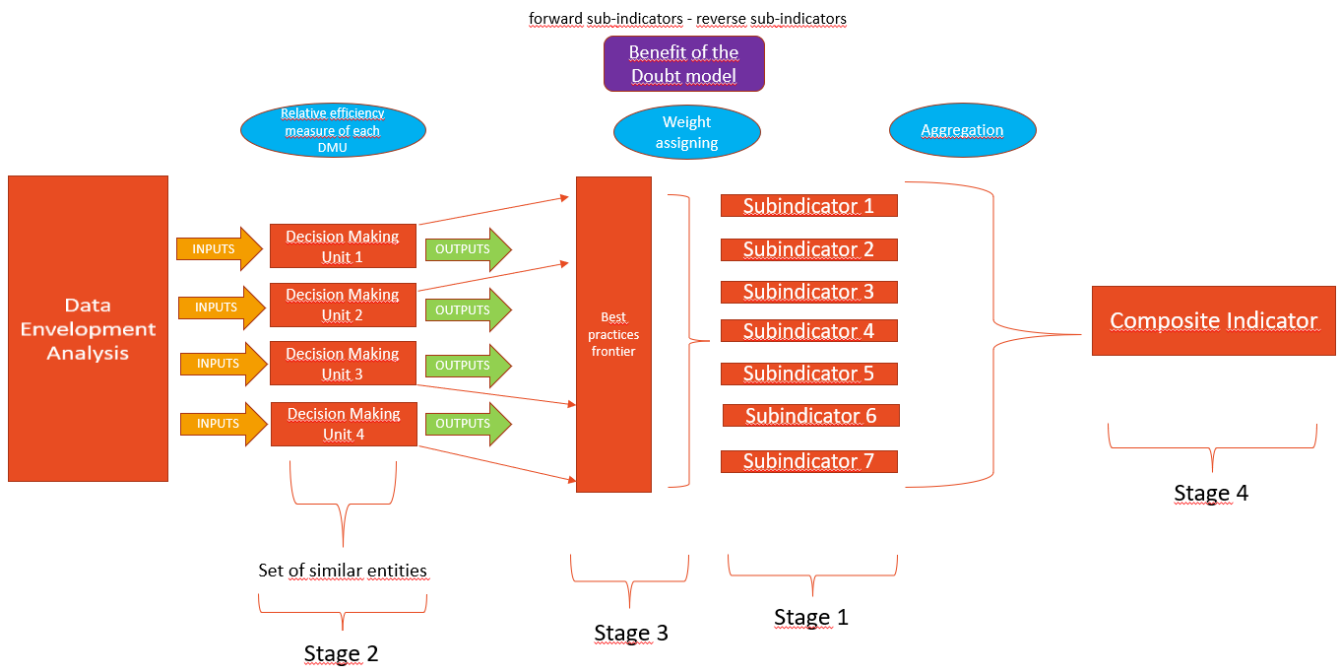 forward sub-indicators - reverse sub-indicators
Benefit of the
Doubt model
Relative efficiency
measure of each
DMU
Weight
assigning
Aggregation
Data
Envelopment
Analysis
INPUTS
Decision Making
Unit 1
OUTPUTS
INPUTS
Decision Making
Unit 2
OUTPUTS
INPUTS
Decision Making
Unit 3
OUTPUTS
INPUTS
Decision Making
Unit 4
OUTPUTS
Best
practices
frontier
Subindicator 1
Subindicator 2
Subindicator 3
Subindicator 4
Subindicator 5
Subindicator 6
Subindicator 7
Composite Indicator
Set of similar entities
Stage 2
Stage 3
Stage 1
Stage 4